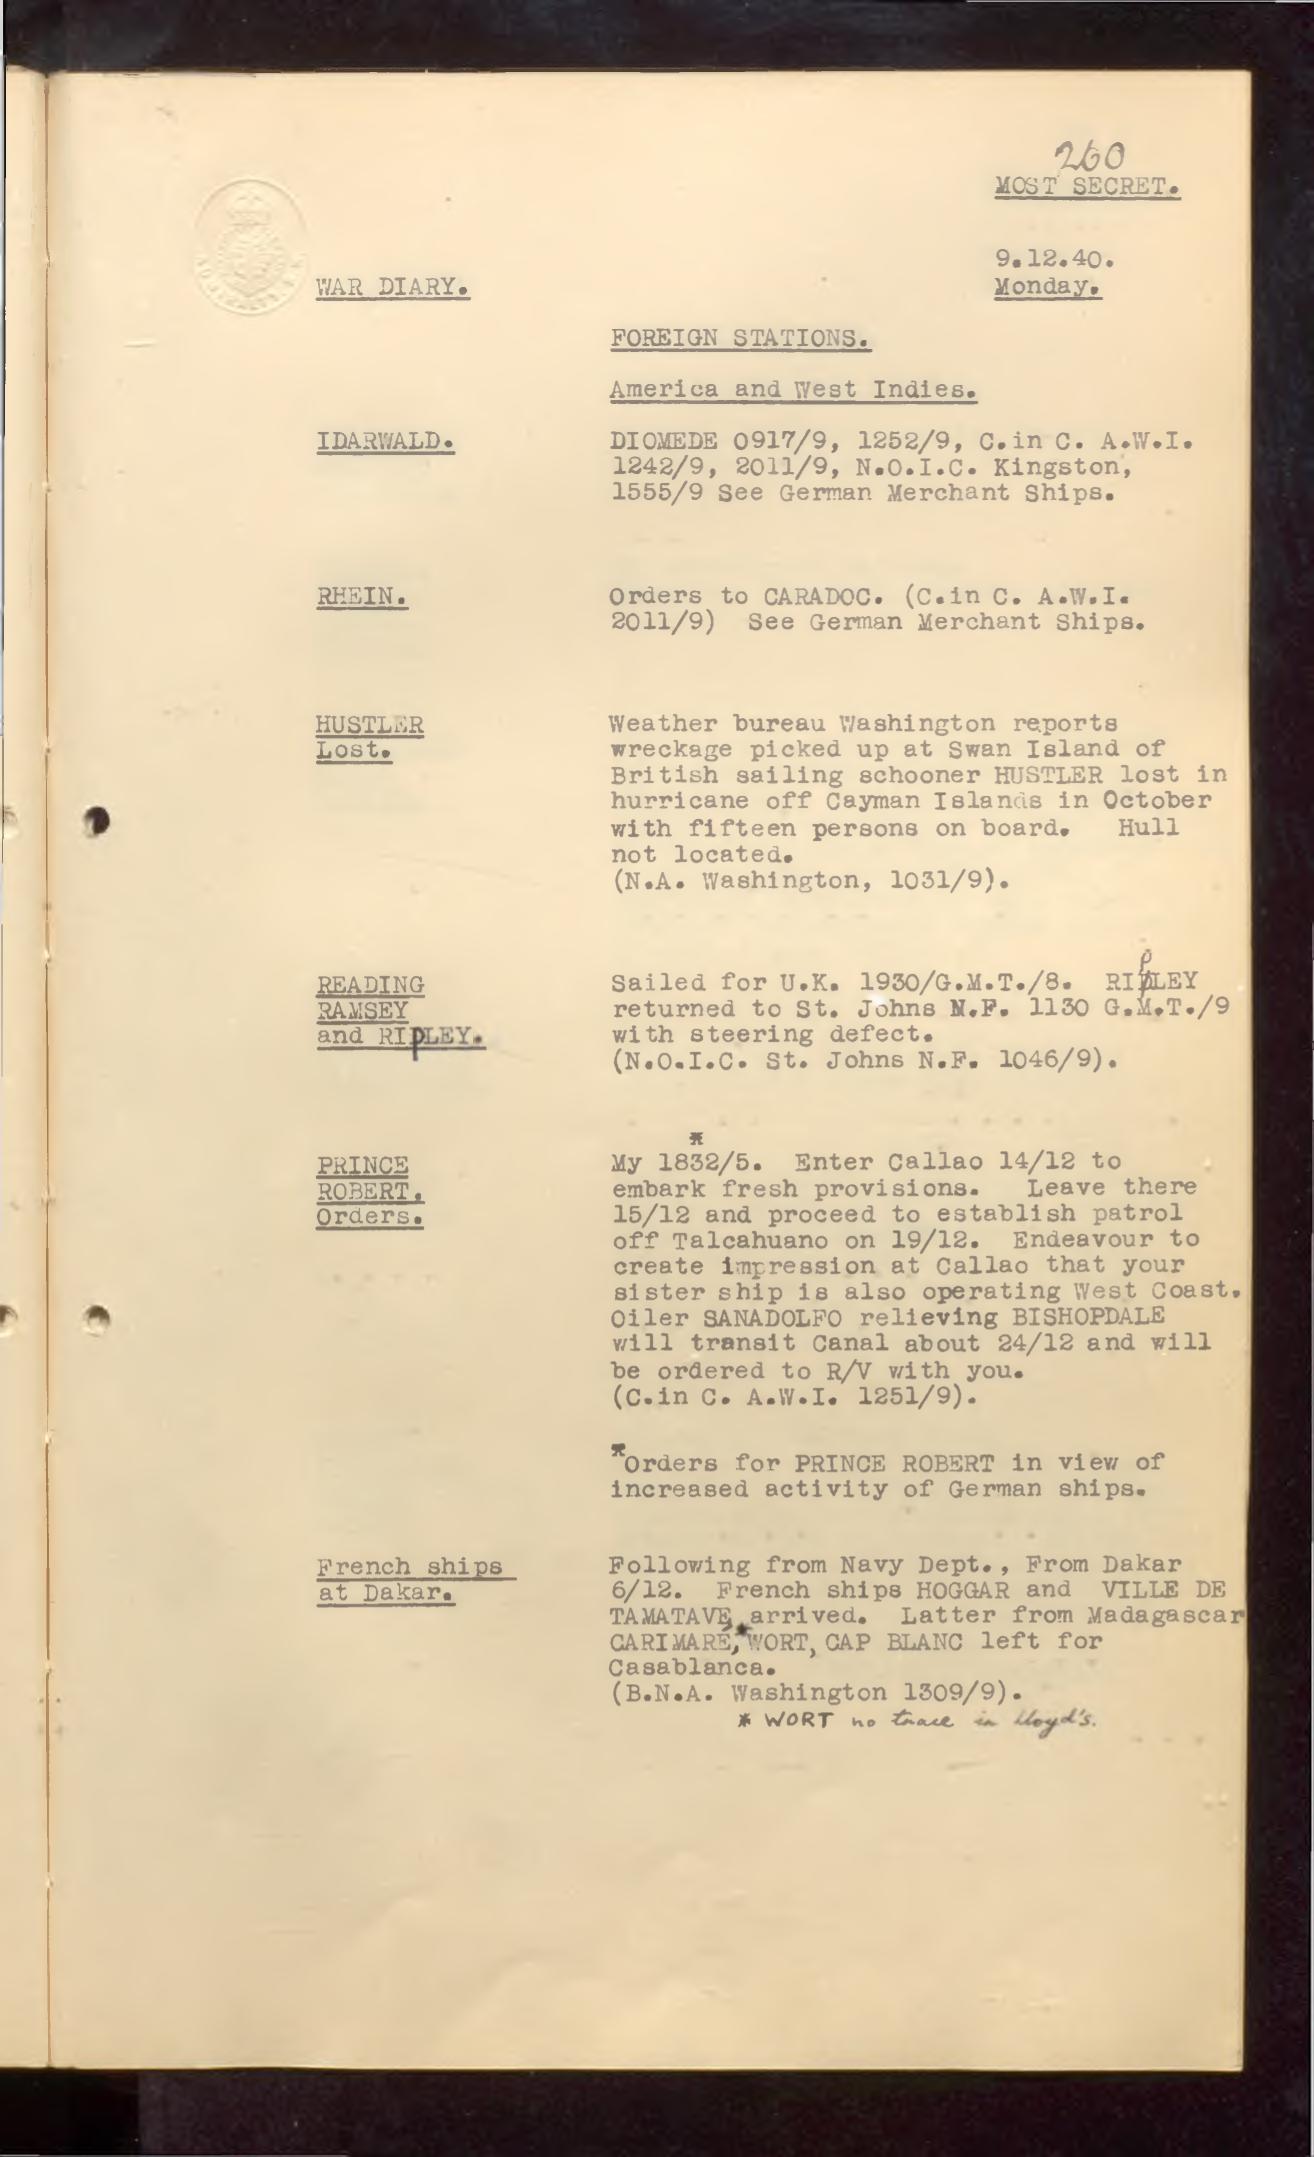 260
MOST SECRET.
9.12.40.
WAR DIARY.
Monday.
FOREIGN STATIONS.
America and West Indies.
IDARWALD.
DIOMEDE 0917/9, 1252/9, C.in C. A.W.I.
1242/9, 2011/9, N.O.I.C. Kingston,
1555/9 See German Merchant Ships.
RHEIN.
Orders to CARADOC. (C.in C. A.W.I.
2011/9) See German Merchant Ships.
HUSTLER
Lost.
Weather bureau Washington reports
wreckage picked up at Swan Island of
British sailing schooner HUSTLER lost in
hurricane off Cayman Islands in October
with fifteen persons on board. Hull
not located.
(N.A. Washington, 1031/9).
READING
RAMSEY
and RIPLEY.
Sailed for U.K. 1930/G.M.T./8. RIPLEY
returned to St. Johns N.F. 1130 G.M.T./9
with steering defect.
(N.O.I.C. St. Johns N.F. 1046/9).
PRINCE
ROBERT.
Orders.
*
My 1832/5. Enter Callao 14/12 to
embark fresh provisions. Leave there
15/12 and proceed to establish patrol
off Talcahuano on 19/12. Endeavour to
create impression at Callao that your
sister ship is also operating West Coast.
Oiler SANADOLFO relieving BISHOPDALE
will transit Canal about 24/12 and will
be ordered to R/V with you.
(C.in C. A.W.I. 1251/9).
*Orders for PRINCE ROBERT in view of
increased activity of German ships.
French ships
at Dakar.
Following from Navy Dept., From Dakar
6/12. French ships HOGGAR and VILLE DE
TAMATAVE, arrived. Latter from Madagascar
CARIMARE,*WORT, CAP BLANC left for
Casablanca.
(B.N.A. Washington 1309/9).
* WORT no trace in Lloyd's.